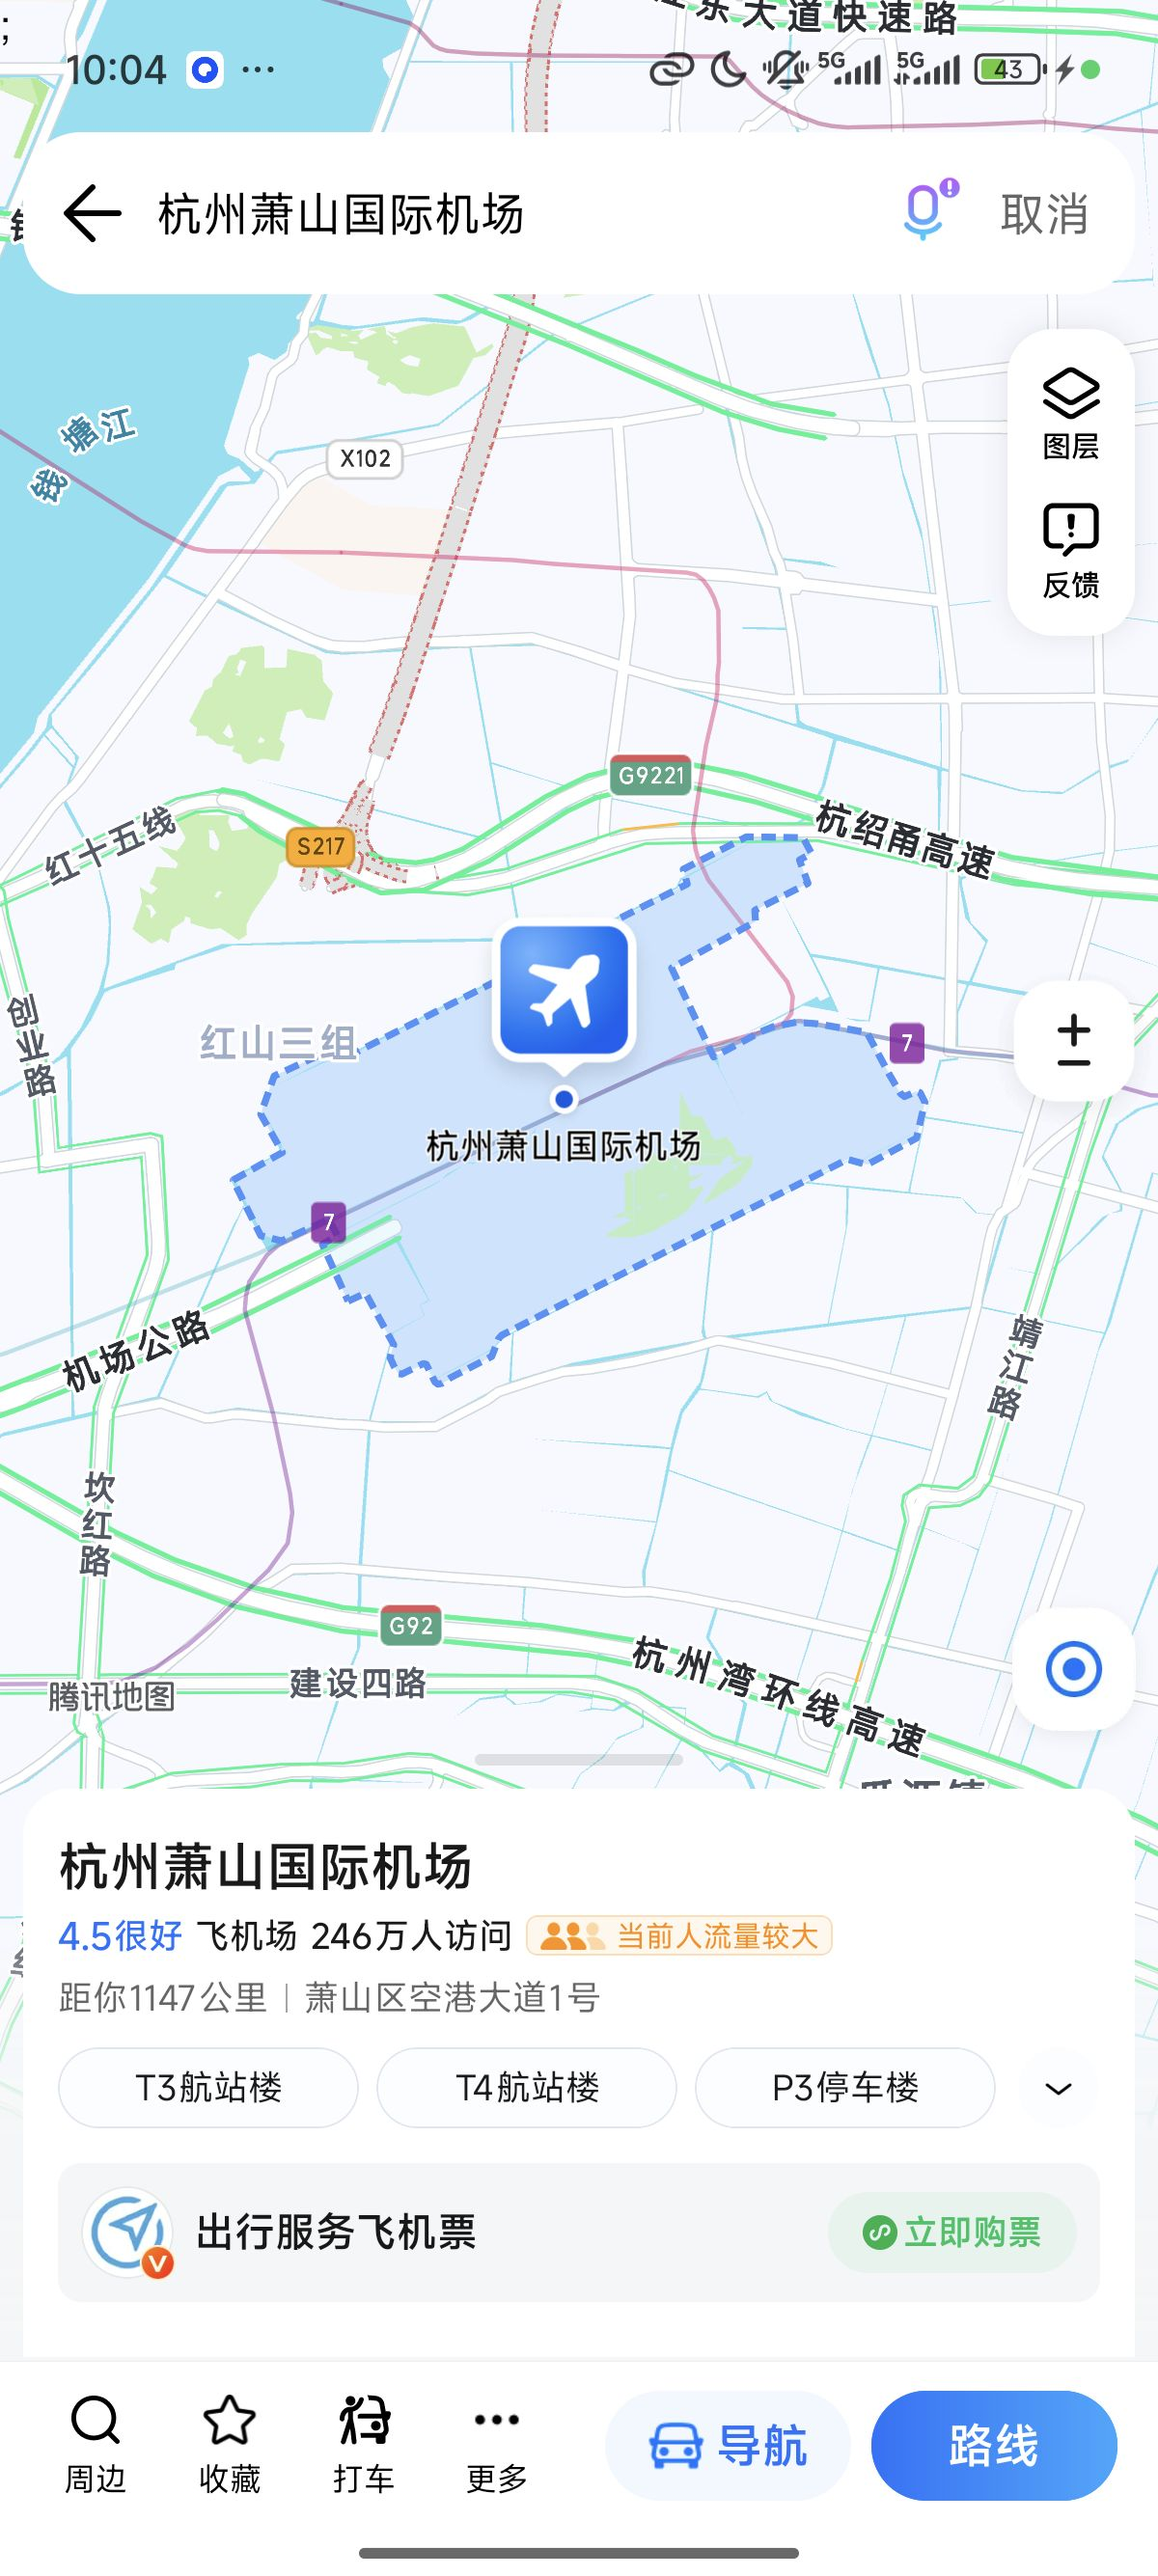 东大道快速路
10:04
5G
5G
43
杭州萧山国际机场
取消
钱塘江
X102
图层
反馈
G9221
杭绍甬高速
红十五线
S217
创业路
红山三组
7
杭州萧山国际机场
7
机场公路
靖江路
坎红路
G92
杭州湾环线高速
建设四路
腾讯地图
杭州萧山国际机场
4.5很好 飞机场 246万人访问 当前人流量较大
距你1147公里 | 萧山区空港大道1号
T3航站楼
T4航站楼
P3停车楼
出行服务飞机票
立即购票
周边
收藏
打车
更多
导航
路线